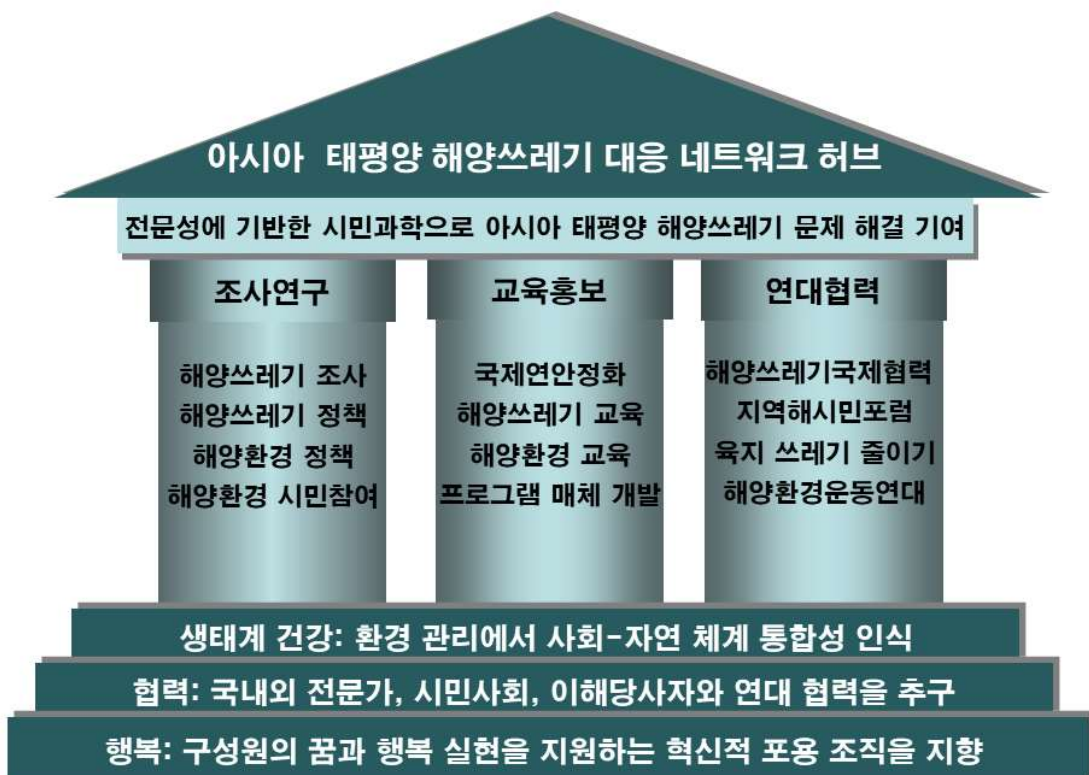 아시아 태평양 해양쓰레기 대응 네트워크 허브
전문성에 기반한 시민과학으로 아시아 태평양 해양쓰레기 문제 해결 기여
조사연구
해양쓰레기 조사
해양쓰레기 정책
해양환경 정책
해양환경 시민참여
교육홍보
국제연안정화
해양쓰레기 교육
해양환경 교육
프로그램 매체 개발
연대협력
해양쓰레기국제협력
지역해시민포럼
육지 쓰레기 줄이기
해양환경운동연대
생태계 건강: 환경 관리에서 사회-자연 체계 통합성 인식
협력: 국내외 전문가, 시민사회, 이해당사자와 연대 협력을 추구
행복: 구성원의 꿈과 행복 실현을 지원하는 혁신적 포용 조직을 지향